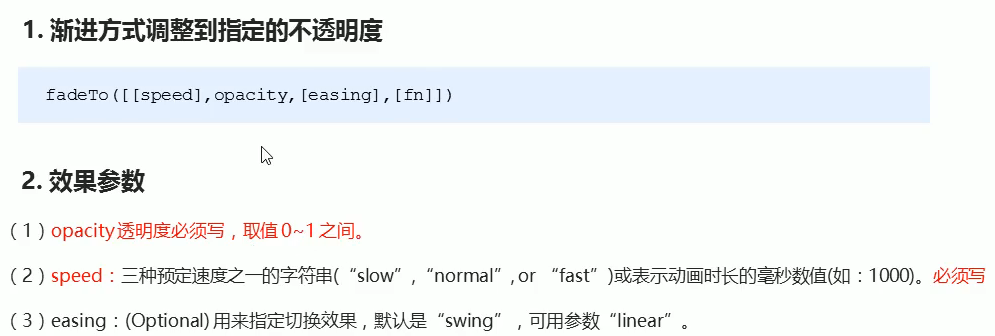 1. 渐进方式调整到指定的不透明度
fadeTo([[speed],opacity,[easing],[fn]])
2. 效果参数
（1）opacity透明度必须写，取值 0~1 之间。
（2）speed：三种预定速度之一的字符串(“slow”,“normal”, or “fast”)或表示动画时长的毫秒数值(如：1000)。必须写
（3）easing：(Optional) 用来指定切换效果，默认是“swing”，可用参数“linear”。